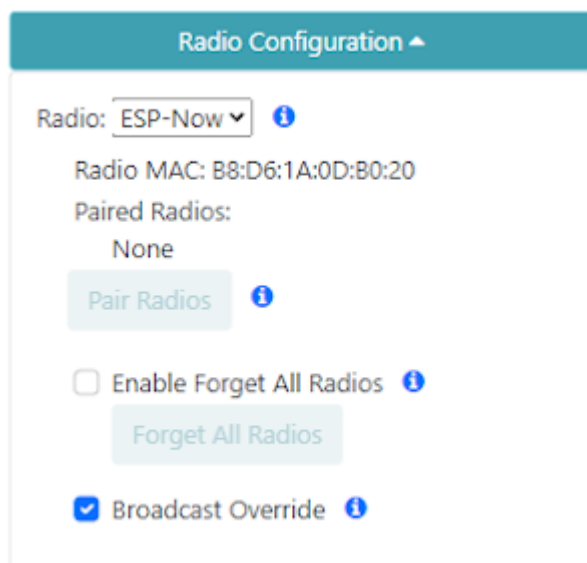 Radio Configuration
Radio: ESP-Now
Radio MAC: B8:D6:1A:0D:B0:20
Paired Radios:
None
Pair Radios
Enable Forget All Radios
Forget All Radios
Broadcast Override